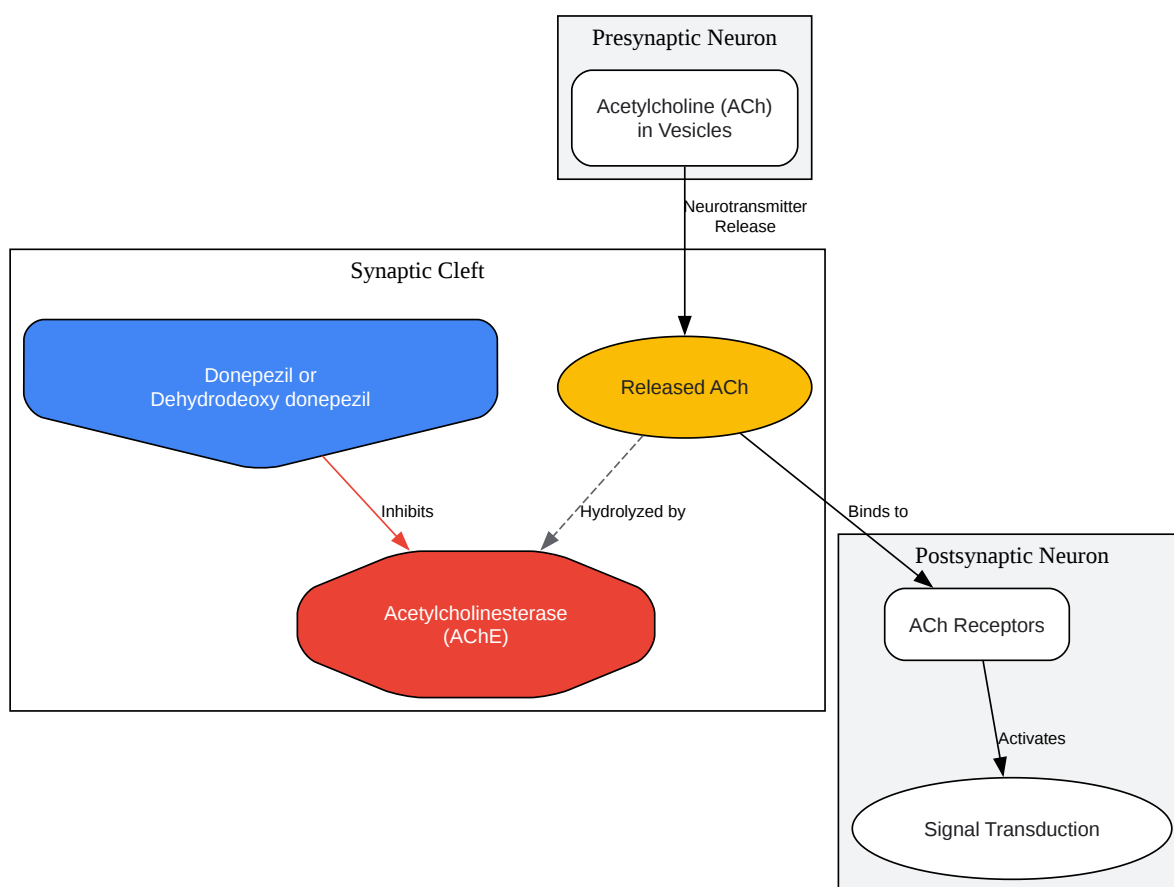 Presynaptic Neuron
Acetylcholine (ACh)
in Vesicles
Neurotransmitter
Release
Synaptic Cleft
Donepezil or
Dehydrodeoxy donepezil
Released ACh
Inhibits
Hydrolyzed by
Binds to
Acetylcholinesterase
(AChE)
Postsynaptic Neuron
ACh Receptors
Activates
Signal Transduction